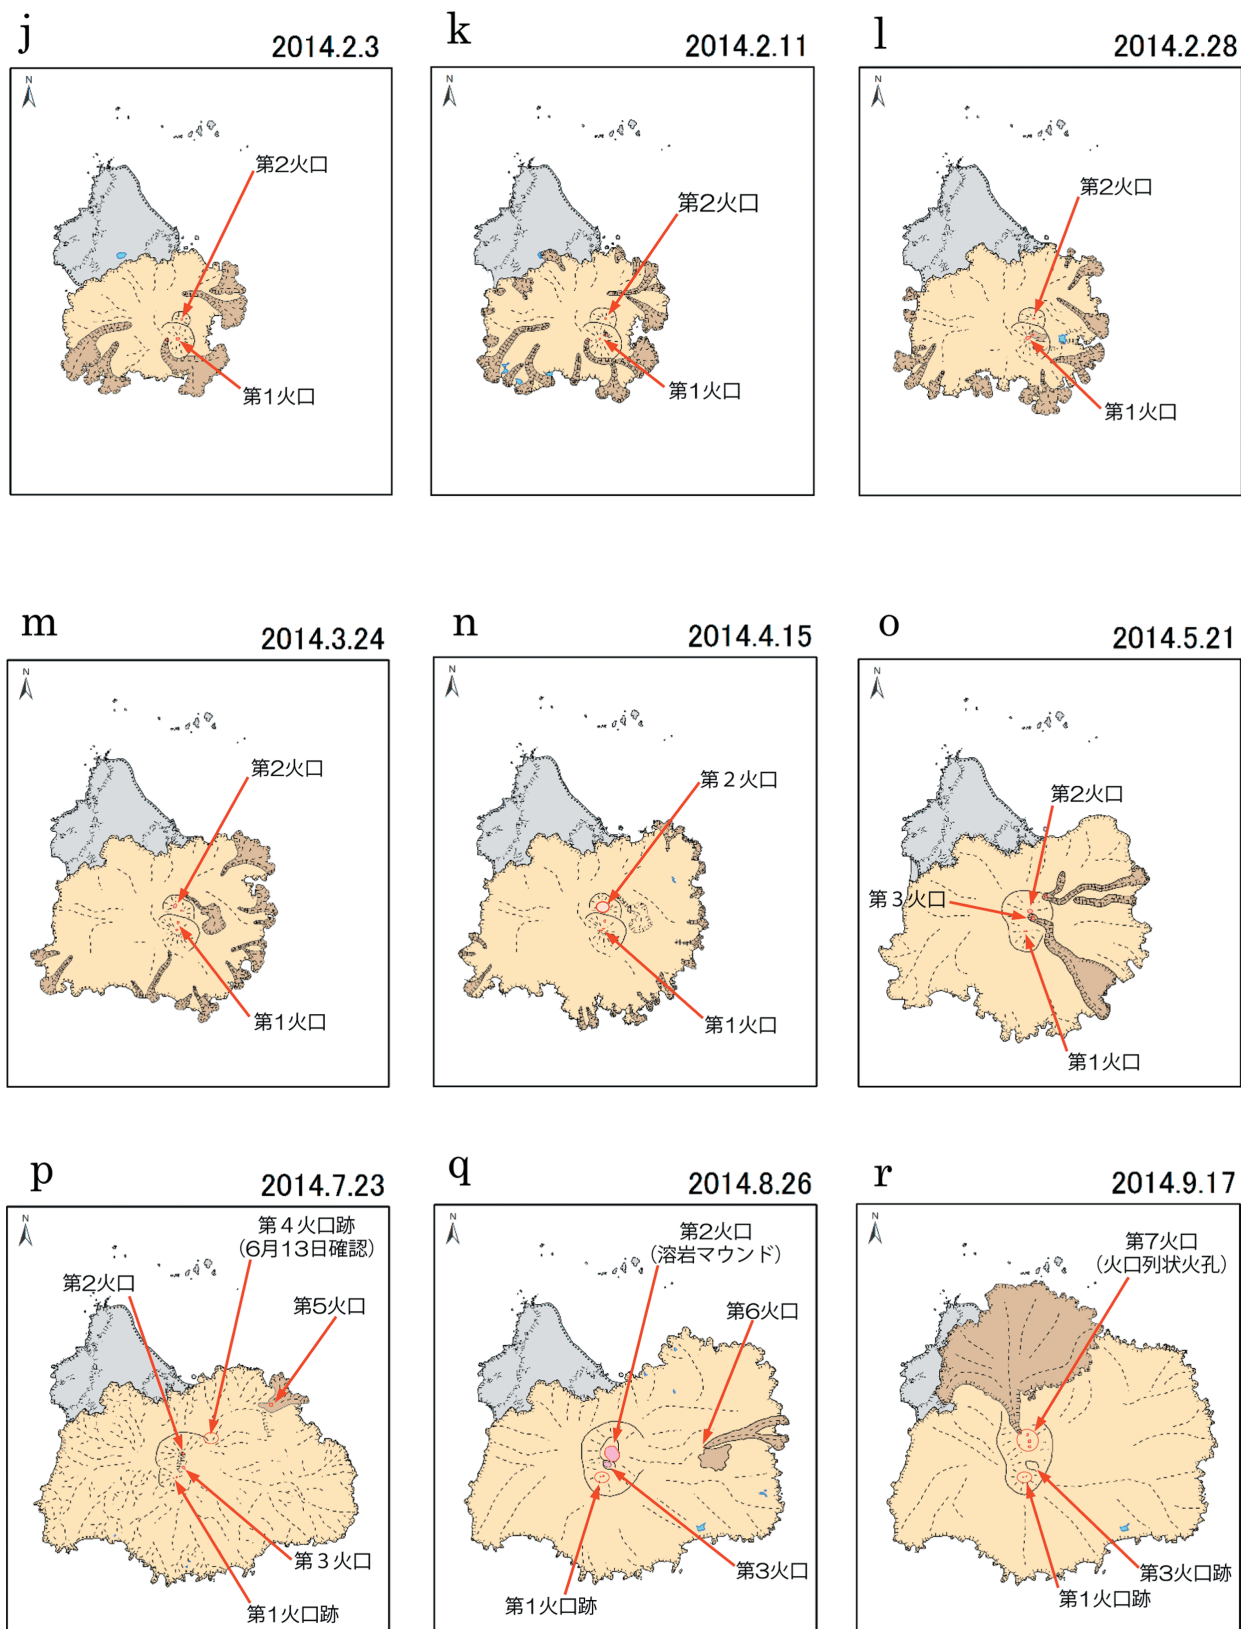 j
2014.2.3
N
第2火口
第1火口
k
2014.2.11
N
第2火口
第1火口
l
2014.2.28
N
第2火口
第1火口
m
2014.3.24
N
第2火口
第1火口
n
2014.4.15
N
第２火口
第1火口
o
2014.5.21
N
第2火口
第３火口
第1火口
p
2014.7.23
N
第４火口跡
(6月13日確認)
第2火口
第5火口
第３火口
第1火口跡
q
2014.8.26
N
第2火口
(溶岩マウンド)
第6火口
第3火口
第1火口跡
r
2014.9.17
N
第7火口
(火口列状火孔)
第3火口跡
第1火口跡